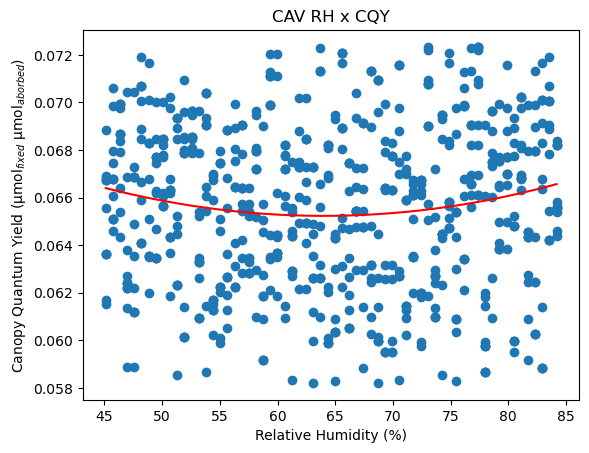 CAV RH x CQY
Canopy Quantum Yield (µmol_fixed µmol_aborbed)
0.072
0.070
0.068
0.066
0.064
0.062
0.060
0.058
45 50 55 60 65 70 75 80 85
Relative Humidity (%)